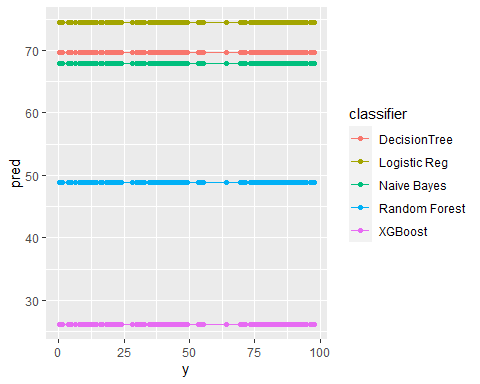 pred
70
60
50
40
30
0
25
50
75
100
y
classifier
DecisionTree
Logistic Reg
Naive Bayes
Random Forest
XGBoost